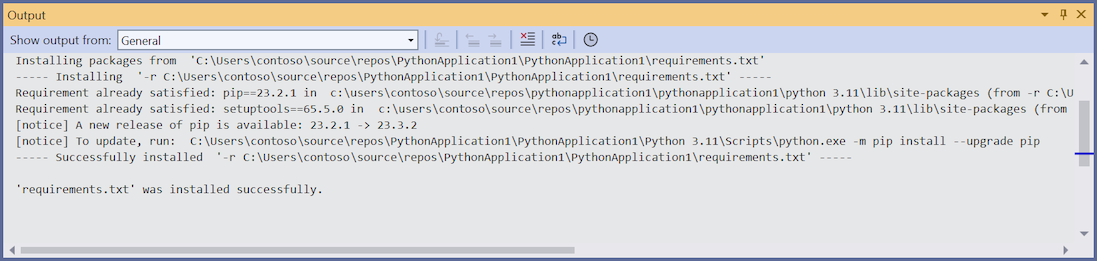 Output
Show output from: General
Installing packages from  'C:\Users\contoso\source\repos\PythonApplication1\PythonApplication1\requirements.txt'
----- Installing  '-r C:\Users\contoso\source\repos\PythonApplication1\PythonApplication1\requirements.txt' -----
Requirement already satisfied: pip==23.2.1 in  c:\users\contoso\source\repos\pythonapplication1\pythonapplication1\python 3.11\lib\site-packages (from -r C:\U
Requirement already satisfied: setuptools==65.5.0 in  c:\users\contoso\source\repos\pythonapplication1\pythonapplication1\python 3.11\lib\site-packages (from
[notice] A new release of pip is available: 23.2.1 -> 23.3.2
[notice] To update, run:  C:\Users\contoso\source\repos\PythonApplication1\PythonApplication1\Python 3.11\Scripts\python.exe -m pip install --upgrade pip
----- Successfully installed  '-r C:\Users\contoso\source\repos\PythonApplication1\PythonApplication1\requirements.txt' -----
'requirements.txt' was installed successfully.